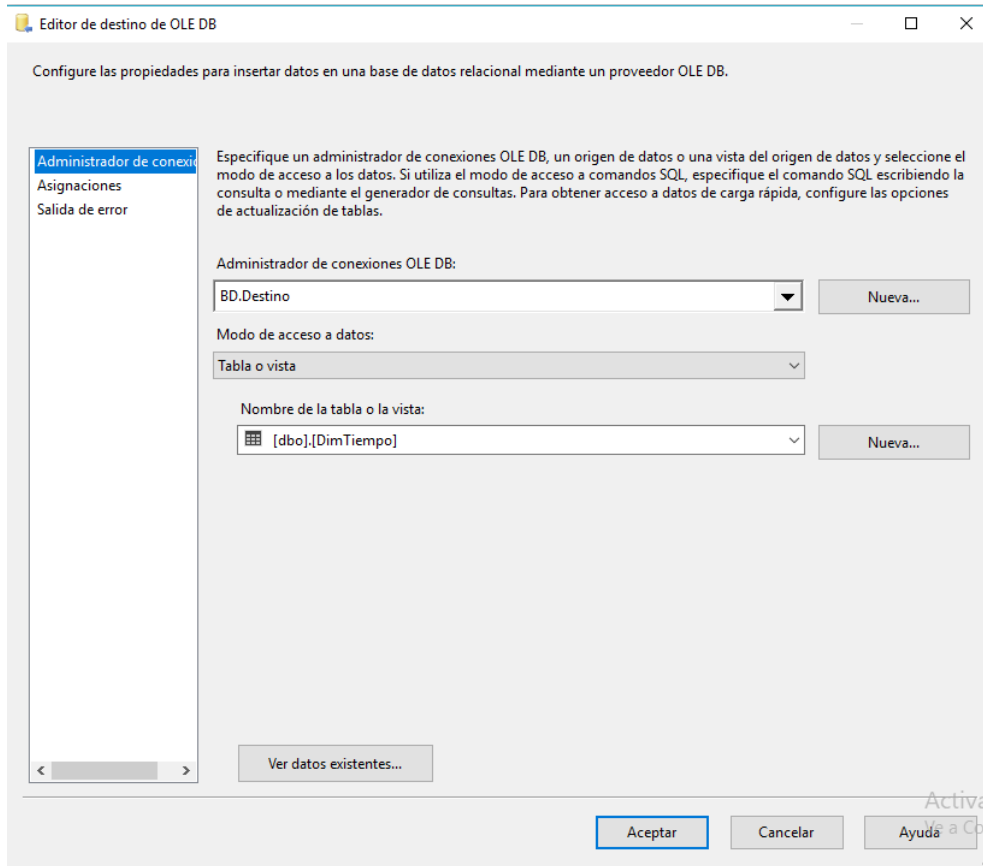 Editor de destino de OLE DB
Configure las propiedades para insertar datos en una base de datos relacional mediante un proveedor OLE DB.
Administrador de conexi
Asignaciones
Salida de error
Especifique un administrador de conexiones OLE DB, un origen de datos o una vista del origen de datos y seleccione el
modo de acceso a los datos. Si utiliza el modo de acceso a comandos SQL, especifique el comando SQL escribiendo la
consulta o mediante el generador de consultas. Para obtener acceso a datos de carga rápida, configure las opciones
de actualización de tablas.
Administrador de conexiones OLE DB:
BD.Destino
Nueva...
Modo de acceso a datos:
Tabla o vista
Nombre de la tabla o la vista:
[dbo].[DimTiempo]
Nueva...
Ver datos existentes...
Activa
Ve a Co
Aceptar
Cancelar
Ayuda